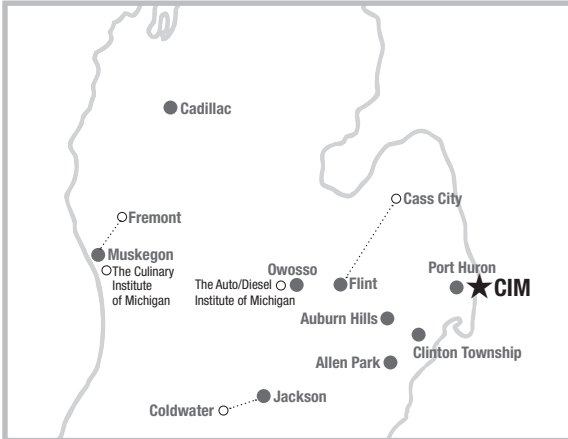 Cadillac
Cass City
Fremont
Muskegon
The Culinary
Institute
of Michigan
Owosso
The Auto/Diesel
Institute of Michigan
Flint
Port Huron
CIM
Auburn Hills
Clinton Township
Allen Park
Jackson
Coldwater